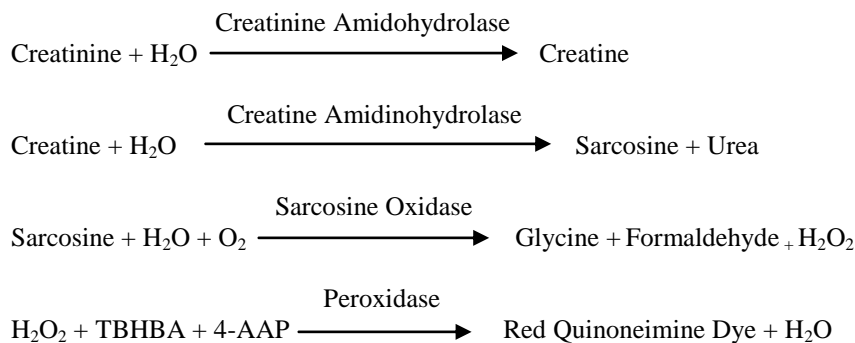 Creatinine Amidohydrolase
Creatinine + H₂O Creatine
Creatine Amidinohydrolase
Creatine + H₂O Sarcosine + Urea
Sarcosine Oxidase
Sarcosine + H₂O + O₂ Glycine + Formaldehyde + H₂O₂
Peroxidase
H₂O₂ + TBHBA + 4-AAP Red Quinoneimine Dye + H₂O